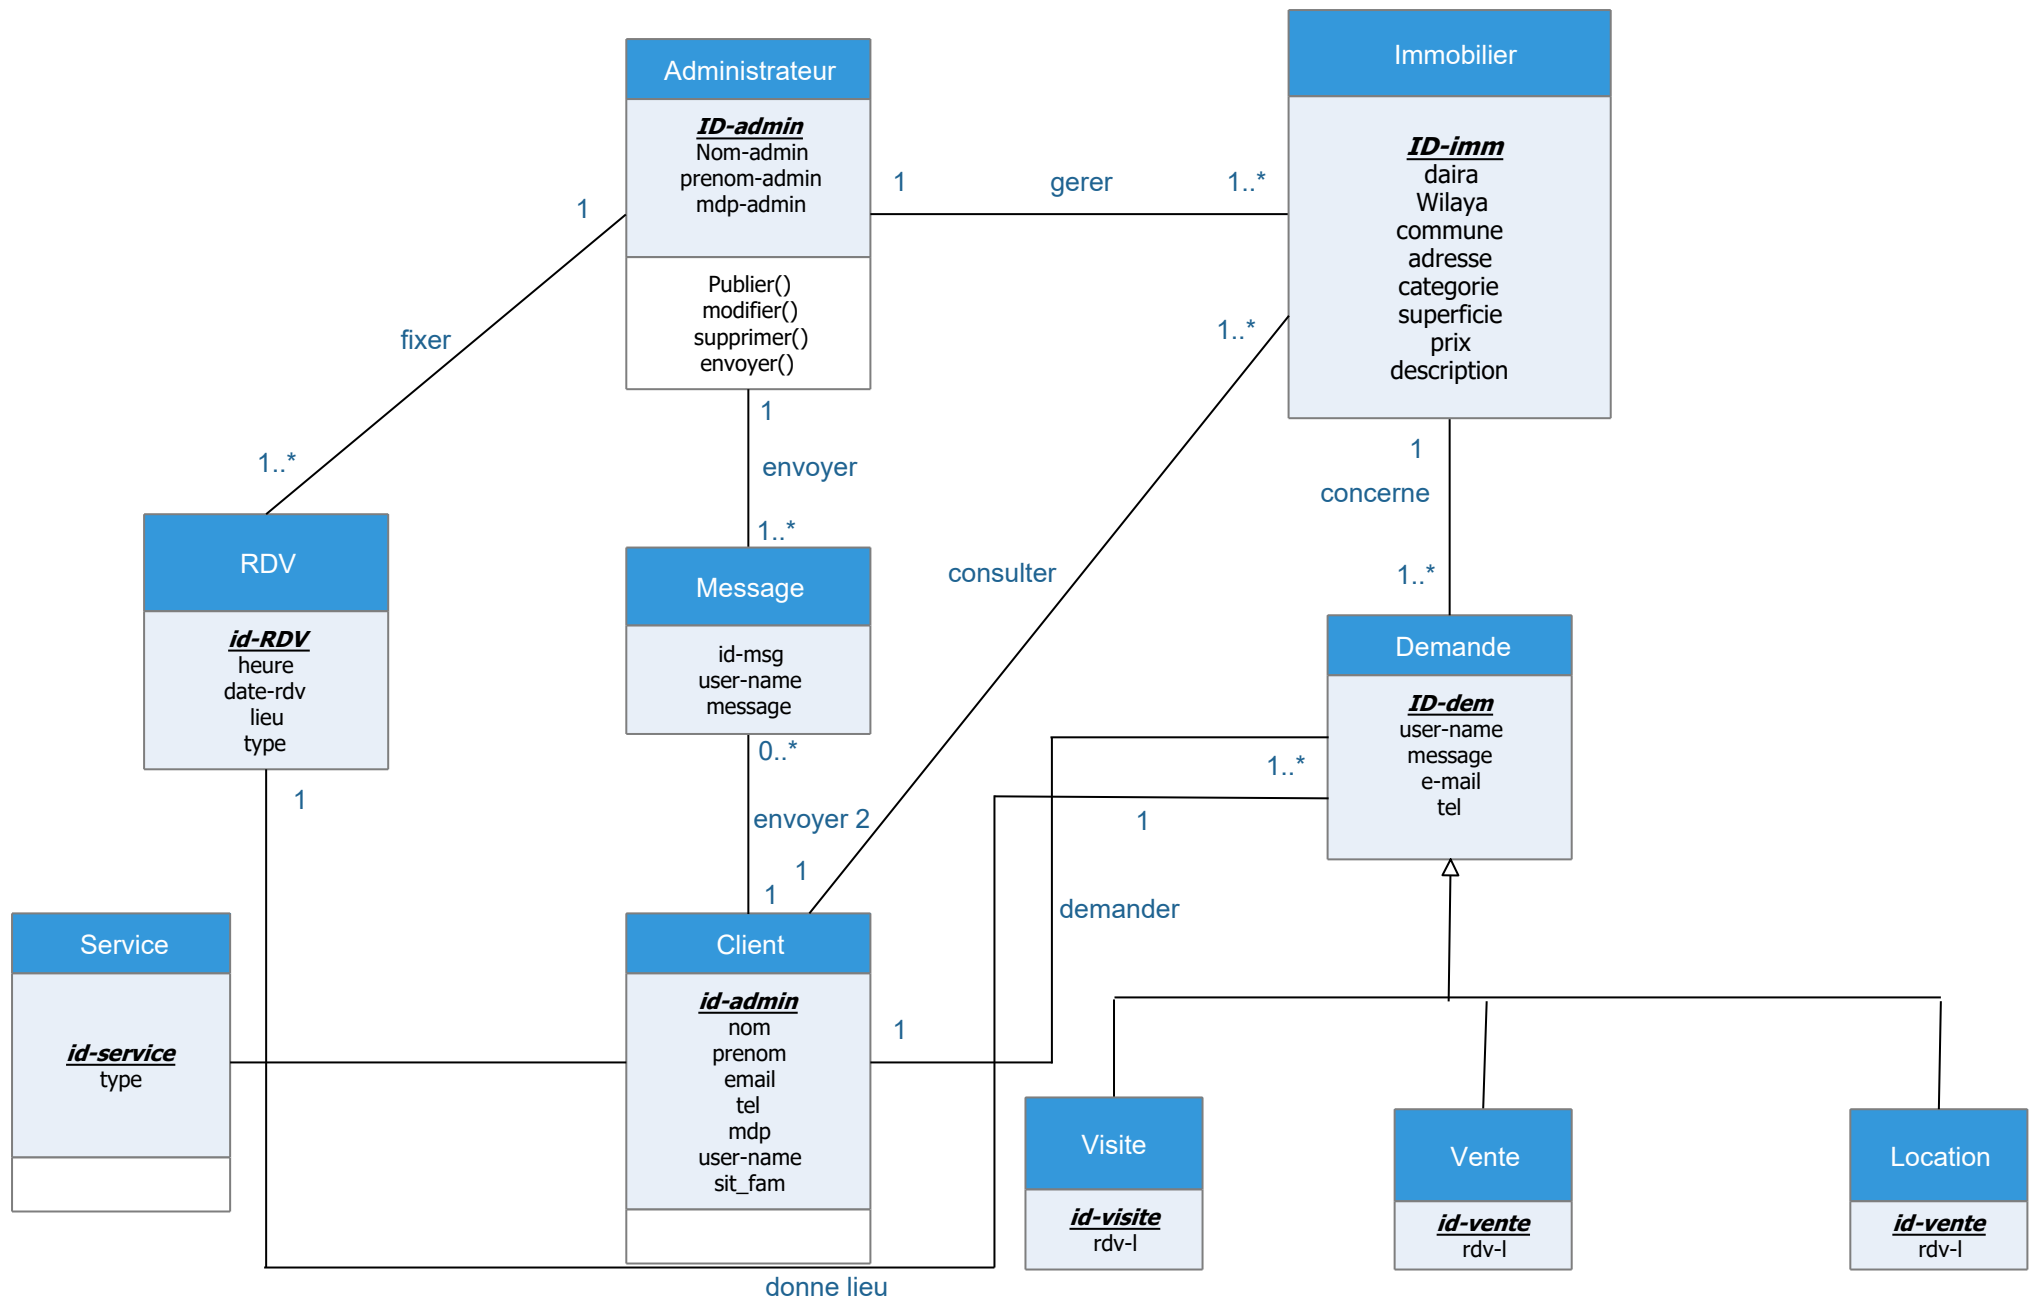 Administrateur
ID-admin
Nom-admin
prenom-admin
mdp-admin
Publier()
modifier()
supprimer()
envoyer()
1
gerer
1..*
Immobilier
ID-imm
daira
Wilaya
commune
adresse
categorie
superficie
prix
description
1
fixer
1..*
1
envoyer
1..*
1..*
consulter
1
1
concerne
1..*
RDV
id-RDV
heure
date-rdv
lieu
type
1
Message
id-msg
user-name
message
0..*
envoyer 2
1
Demande
ID-dem
user-name
message
e-mail
tel
1..*
1
demander
1
Service
id-service
type
Client
id-admin
nom
prenom
email
tel
mdp
user-name
sit_fam
donne lieu
Visite
id-visite
rdv-l
Vente
id-vente
rdv-l
Location
id-vente
rdv-l